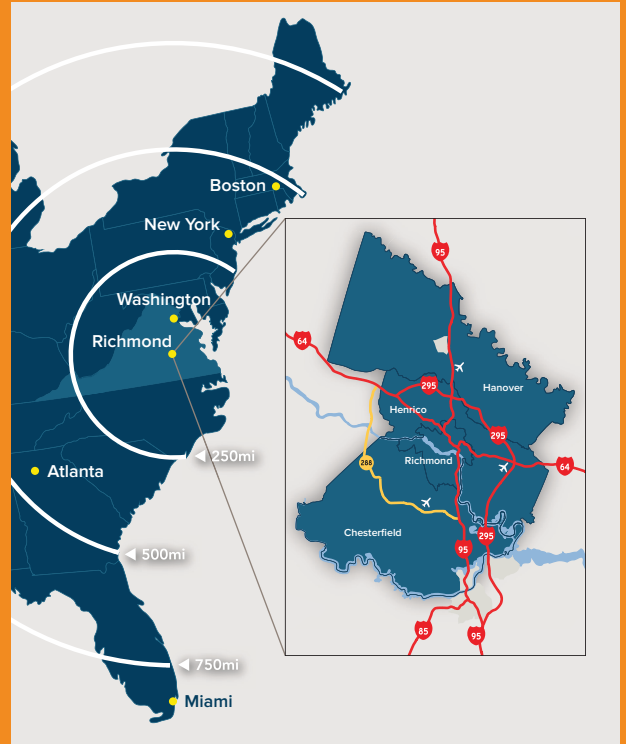 Boston
New York
Washington
Richmond
250mi
Atlanta
500mi
750mi
Miami
95
64
295
Hanover
Henrico
295
Richmond
288
64
Chesterfield
295
95
85
95